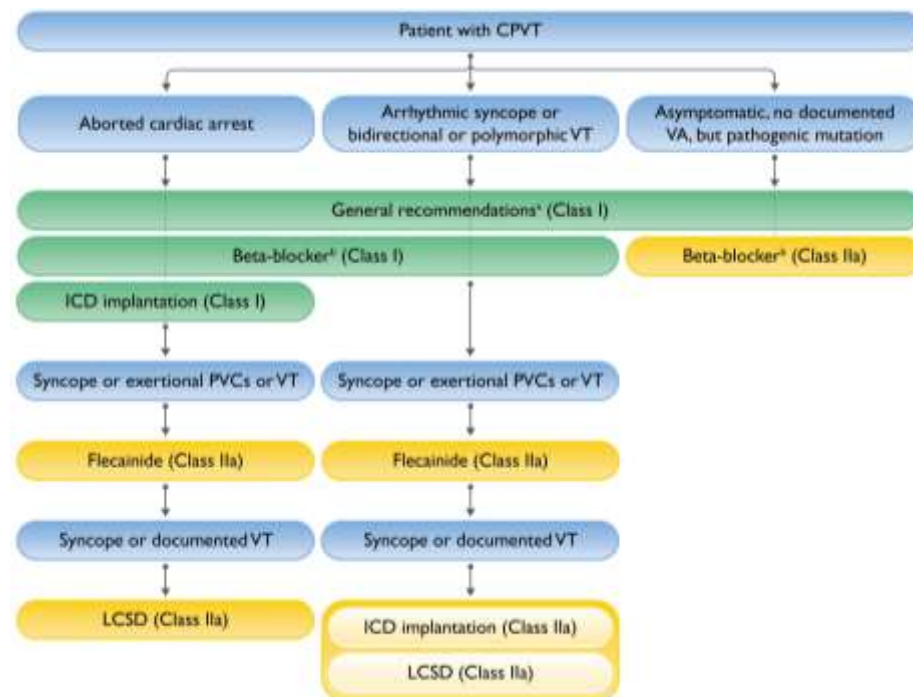 Patient with CPVT
Aborted cardiac arrest
Arrhythmic syncope or
bidirectional or polymorphic VT
Asymptomatic, no documented
VA, but pathogenic mutation
General recommendationsᵃ (Class I)
Beta-blockerᵇ (Class I)
Beta-blockerᵇ (Class IIa)
ICD implantation (Class I)
Syncope or exertional PVCs or VT
Syncope or exertional PVCs or VT
Flecainide (Class IIa)
Flecainide (Class IIa)
Syncope or documented VT
Syncope or documented VT
LCSD (Class IIa)
ICD implantation (Class IIa)
LCSD (Class IIa)